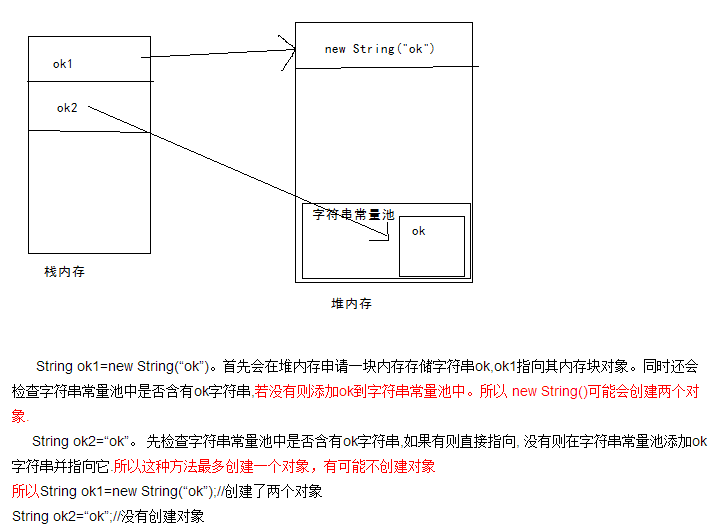 ok1
new String("ok")
ok2
字符串常量池
ok
栈内存
堆内存
String ok1=new String(“ok”)。首先会在堆内存申请一块内存存储字符串ok,ok1指向其内存块对象。同时还会
检查字符串常量池中是否含有ok字符串,若没有则添加ok到字符串常量池中。所以 new String()可能会创建两个对
象.
String ok2=“ok”。 先检查字符串常量池中是否含有ok字符串,如果有则直接指向, 没有则在字符串常量池添加ok
字符串并指向它.所以这种方法最多创建一个对象，有可能不创建对象
所以String ok1=new String(“ok”);//创建了两个对象
String ok2=“ok”;//没有创建对象